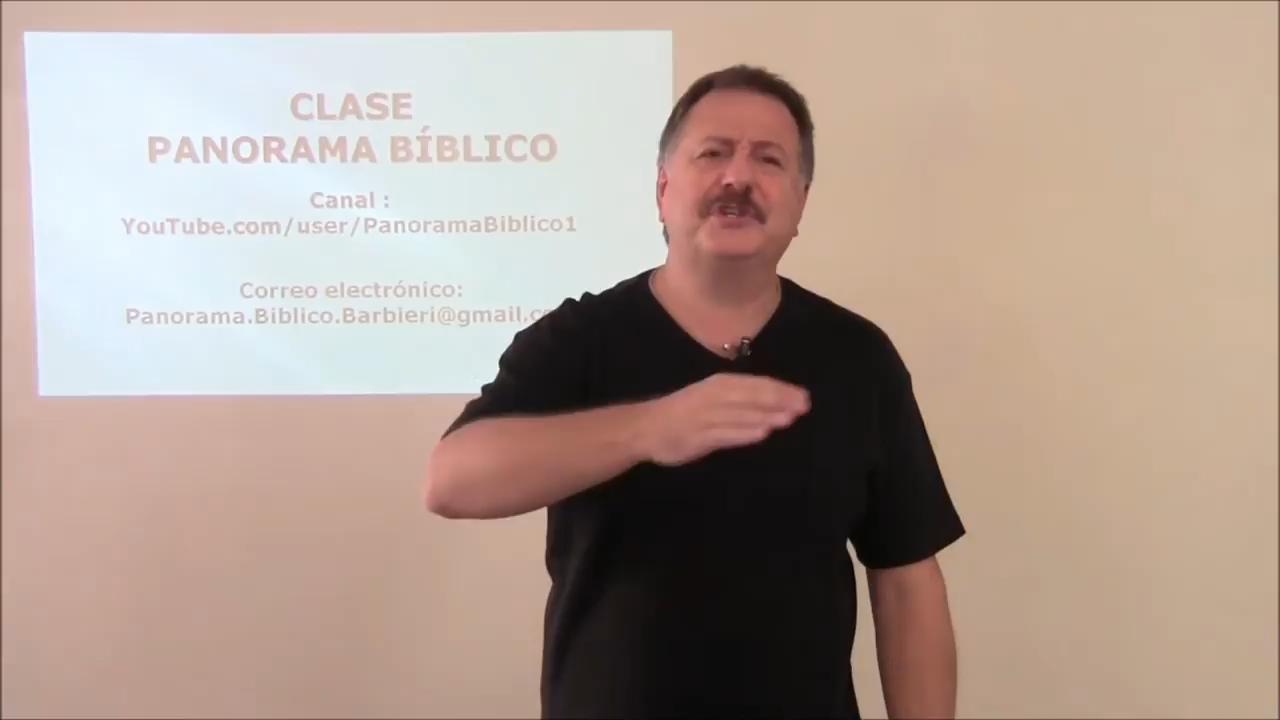 CLASE
PANORAMA BÍBLICO
Canal :
YouTube.com/user/PanoramaBiblico1
Correo electrónico:
Panorama.Biblico.Barbieri@gmail.c